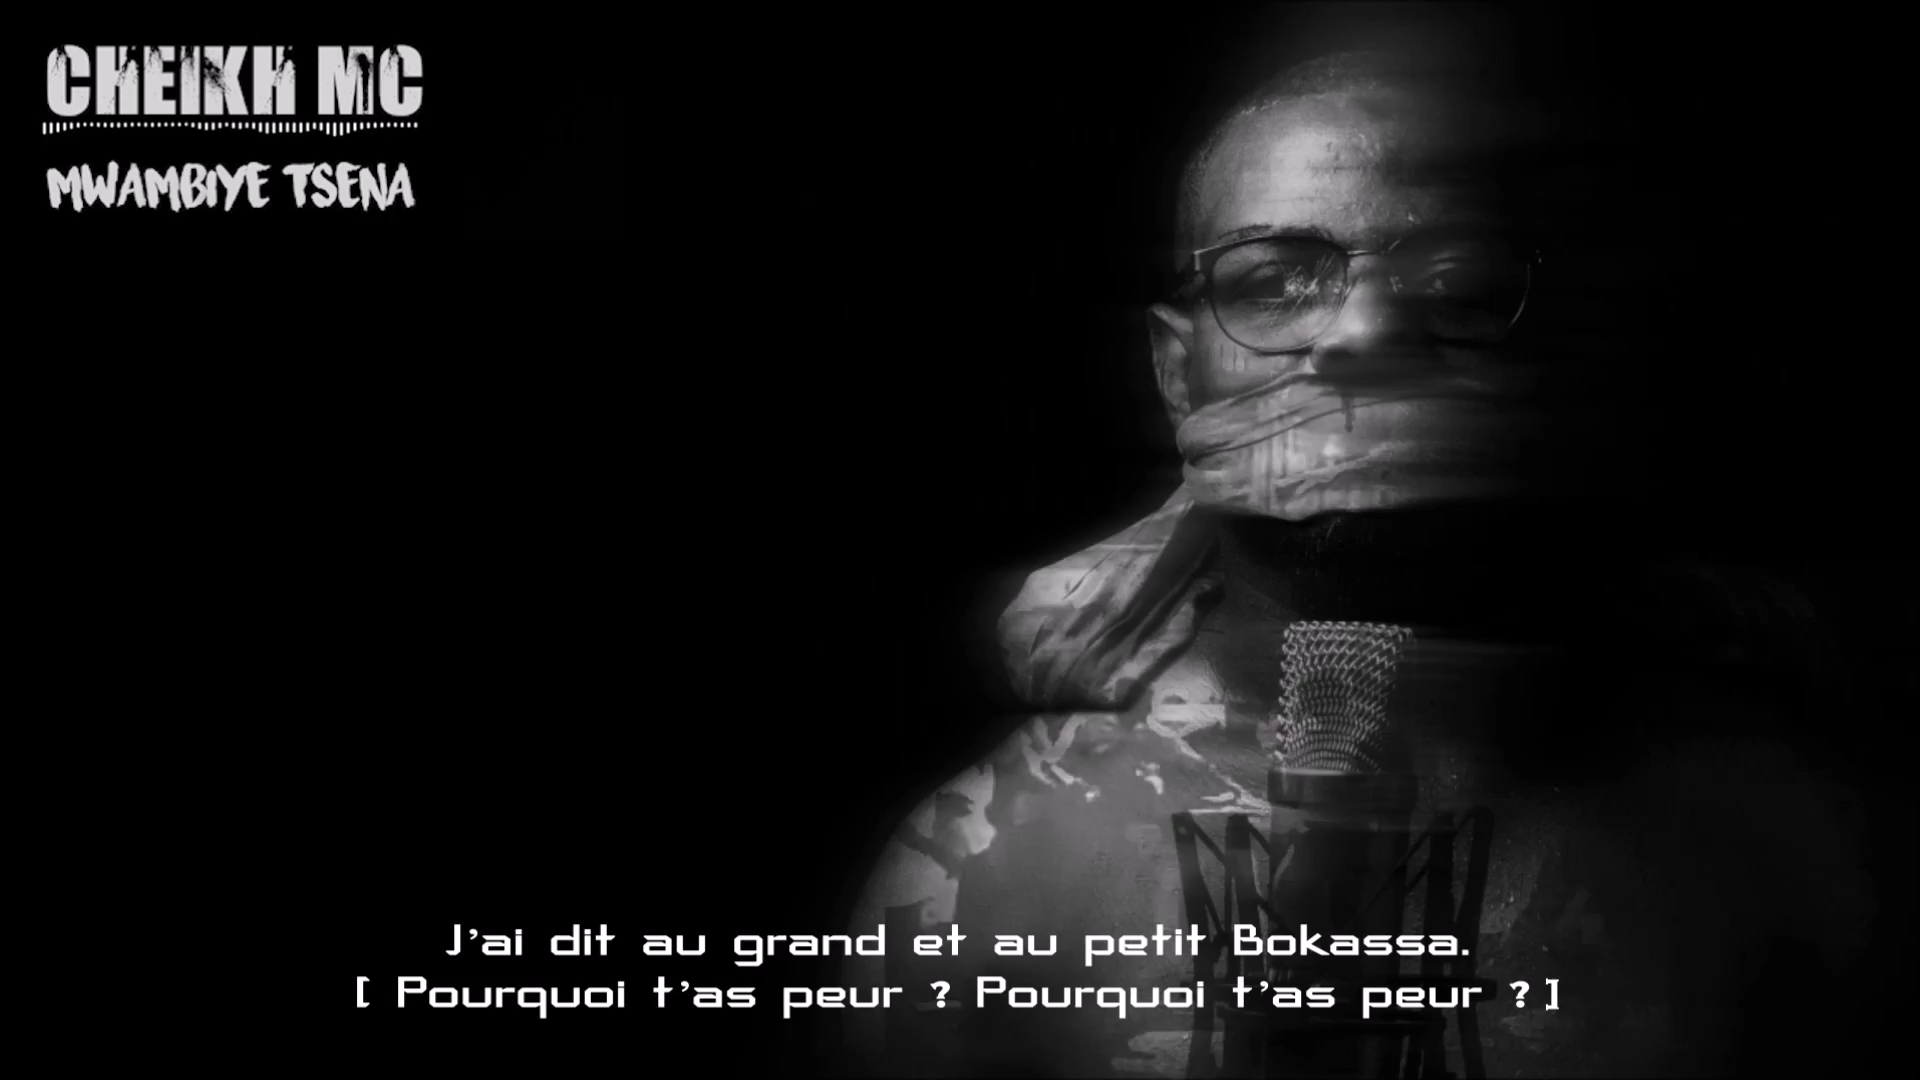 CHEIKH MC
MWAMBIYE TSENA
J'ai dit au grand et au petit Bokassa.
[ Pourquoi t'as peur ? Pourquoi t'as peur ?]